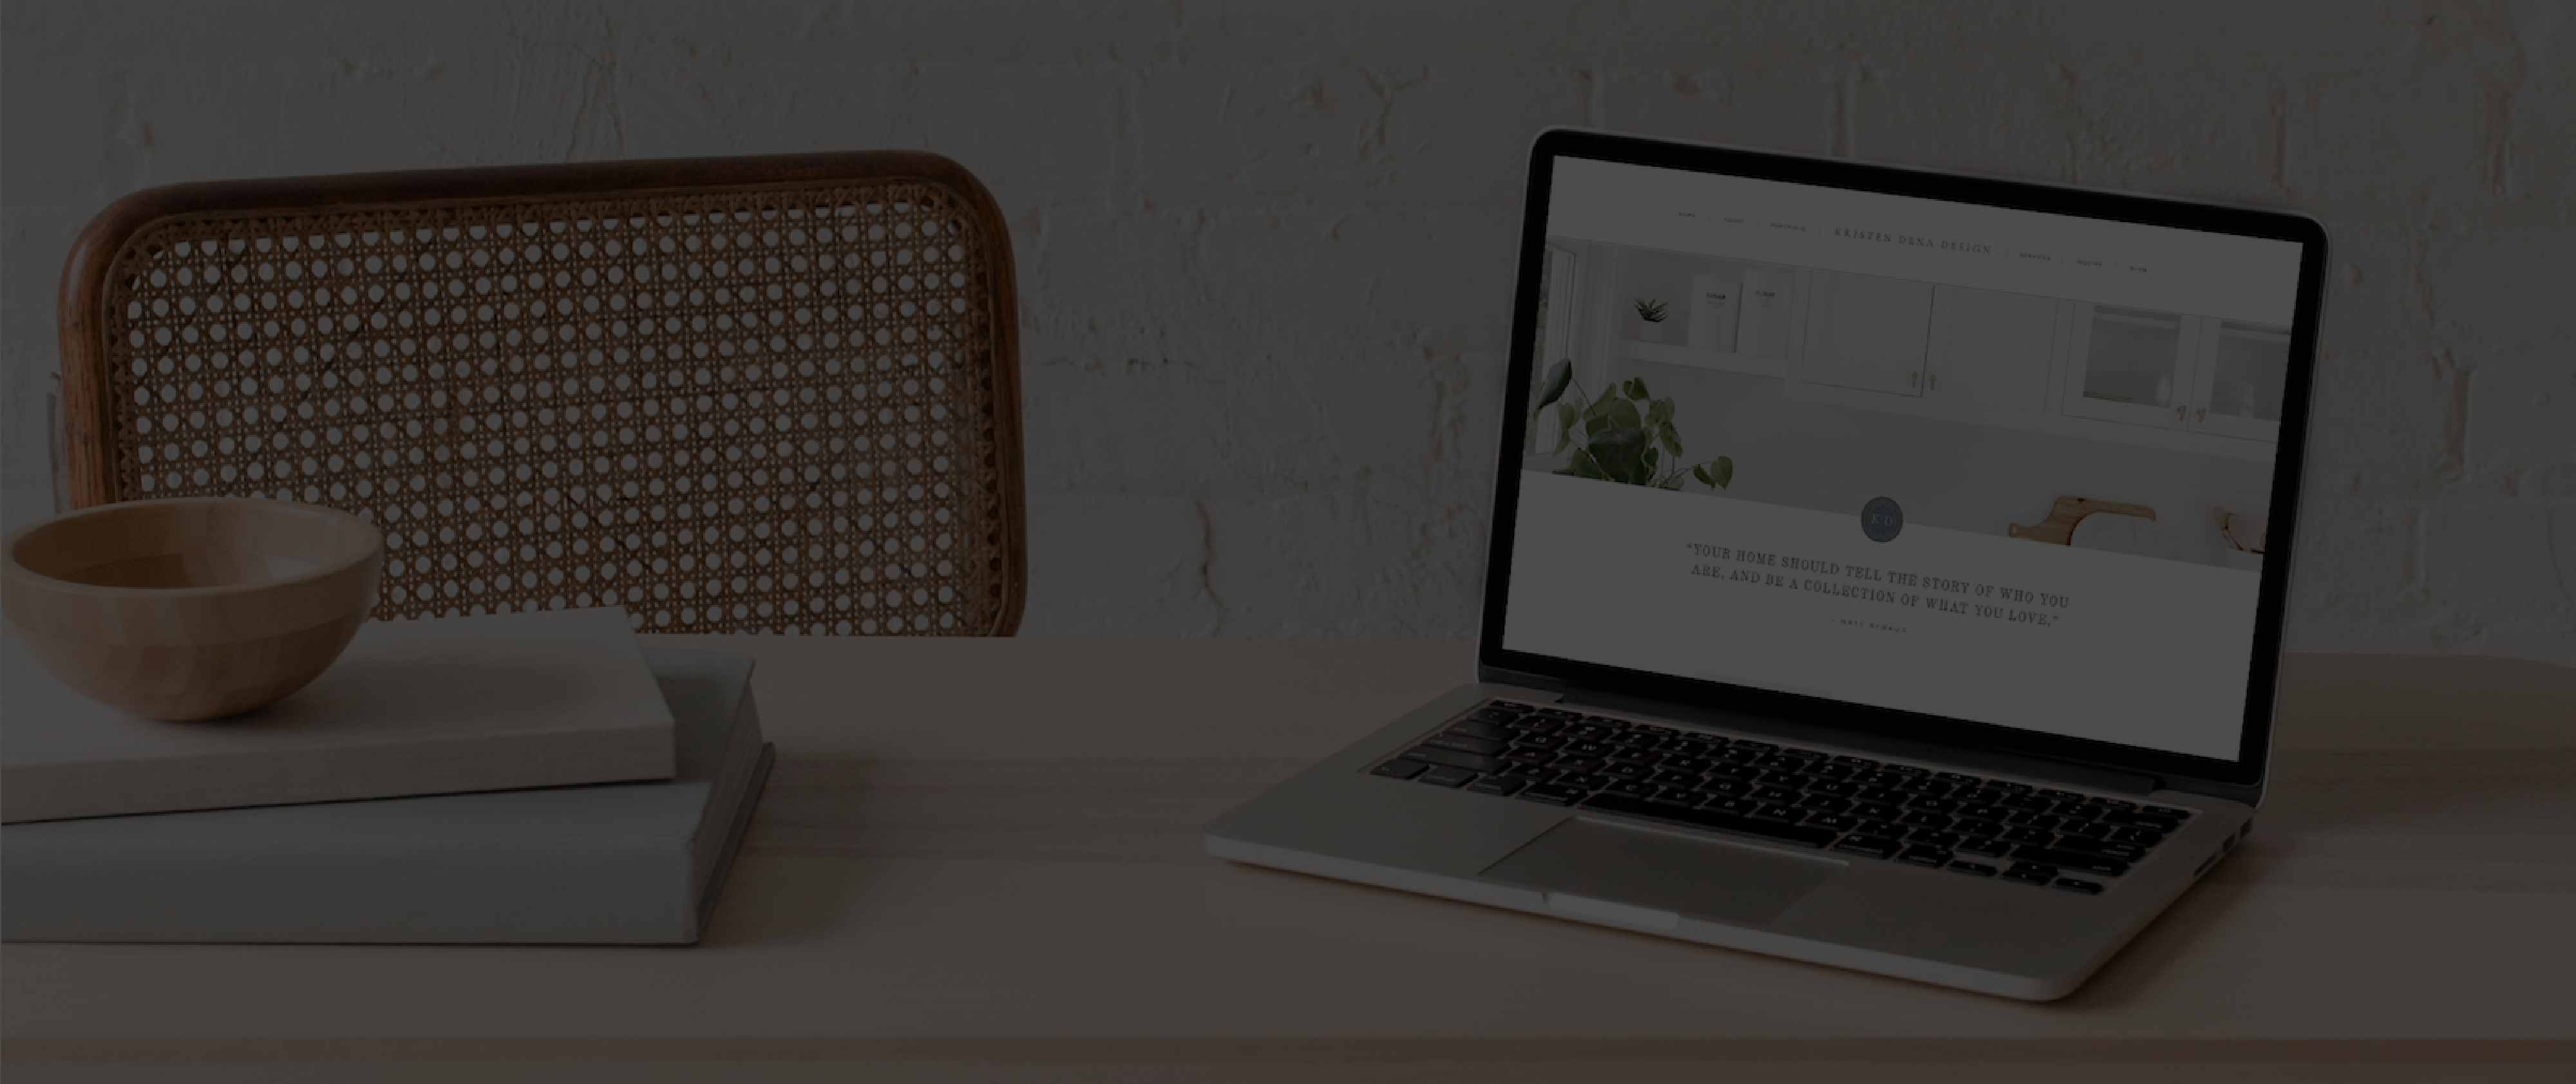 HOME ABOUT PORTFOLIO KRISTEN DENA DESIGN SERVICES INQUIRE BLOG
SUGAR FLOUR
KD
"YOUR HOME SHOULD TELL THE STORY OF WHO YOU
ARE, AND BE A COLLECTION OF WHAT YOU LOVE."
- NATE BERKUS